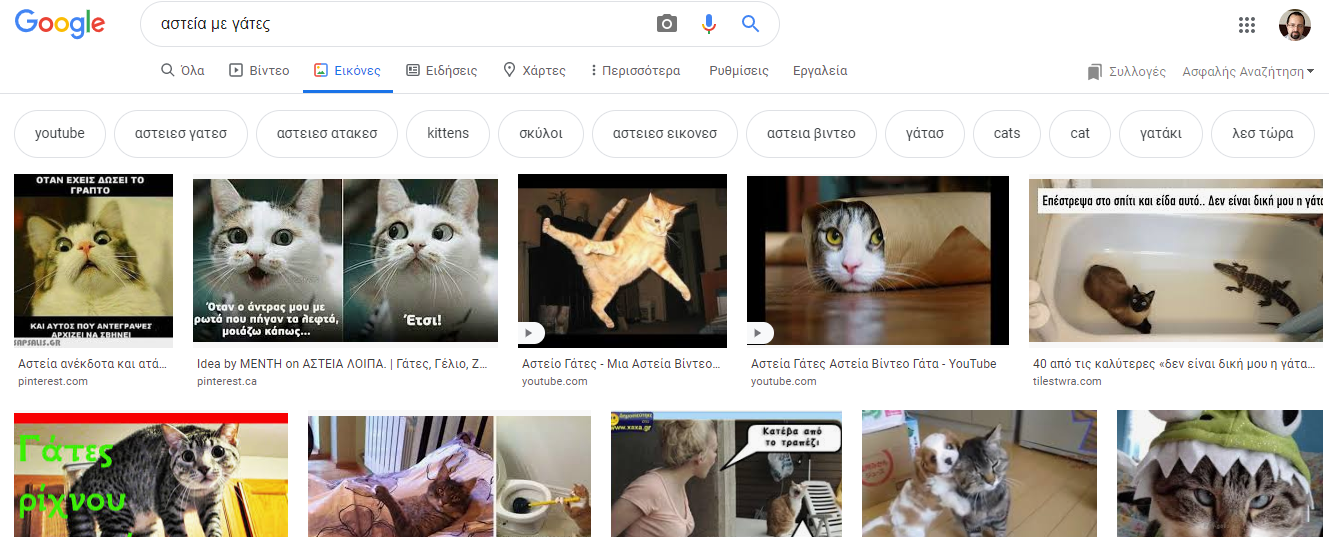 Google
αστεία με γάτες
Όλα
Βίντεο
Εικόνες
Ειδήσεις
Χάρτες
Περισσότερα
Ρυθμίσεις
Εργαλεία
Συλλογές
Ασφαλής Αναζήτηση
youtube
αστειεσ γατεσ
αστειεσ ατακεσ
kittens
σκύλοι
αστειεσ εικονεσ
αστεια βιντεο
γάτασ
cats
cat
γατάκι
λεσ τώρα
ΟΤΑΝ ΕΧΕΙΣ ΔΩΣΕΙ ΤΟ
ΓΡΑΠΤΟ
ΚΑΙ ΑΥΤΟΣ ΠΟΥ ΑΝΤΕΓΡΑΨΕΣ
ΑΡΧΙΖΕΙ ΝΑ ΣΒΗΝΕΙ
Όταν ο άντρας μου με
ρωτά που πήγαν τα λεφτά,
μοιάζω κάπως...
Έτσι!
Επέστρεψα στο σπίτι και είδα αυτό.. Δεν είναι δική μου η γάτα
Αστεία ανέκδοτα και ατά...
pinterest.com
Idea by MENTH on ΑΣΤΕΙΑ ΛΟΙΠΑ. | Γάτες, Γέλιο, Ζ...
pinterest.ca
Αστείο Γάτες - Μια Αστεία Βίντεο...
youtube.com
Αστεία Γάτες Αστεία Βίντεο Γάτα - YouTube
youtube.com
40 από τις καλύτερες «δεν είναι δική μου η γάτα...
tilestwra.com
Γάτες
ρίχνου
www.xaxa.gr
Κατέβα από
το τραπέζι